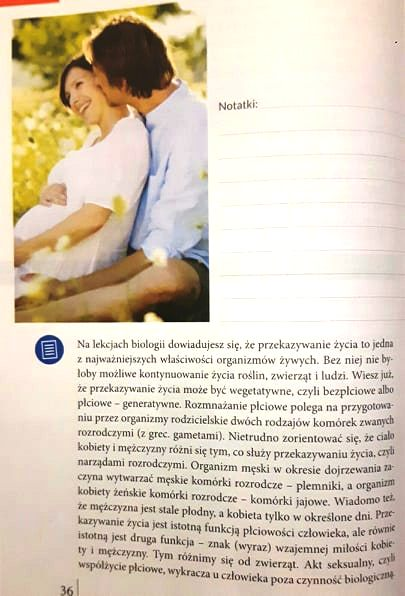 Notatki:
Na lekcjach biologii dowiadujesz się, że przekazywanie życia to jedna
z najważniejszych właściwości organizmów żywych. Bez niej nie by-
łoby możliwe kontynuowanie życia roślin, zwierząt i ludzi. Wiesz już,
że przekazywanie życia może być wegetatywne, czyli bezpłciowe albo
płciowe – generatywne. Rozmnażanie płciowe polega na przygotowa-
niu przez organizmy rodzicielskie dwóch rodzajów komórek zwanych
rozrodczymi (z grec. gametami). Nietrudno zorientować się, że ciało
kobiety i mężczyzny różni się tym, co służy przekazywaniu życia, czyli
narządami rozrodczymi. Organizm męski w okresie dojrzewania za-
czyna wytwarzać męskie komórki rozrodcze – plemniki, a organizm
kobiety żeńskie komórki rozrodcze – komórki jajowe. Wiadomo też,
że mężczyzna jest stale płodny, a kobieta tylko w określone dni. Prze-
kazywanie życia jest istotną funkcją płciowości człowieka, ale równie
istotną jest druga funkcja – znak (wyraz) wzajemnej miłości kobie-
ty i mężczyzny. Tym różnimy się od zwierząt. Akt seksualny, czyli
współżycie płciowe, wykracza u człowieka poza czynność biologiczną.
36